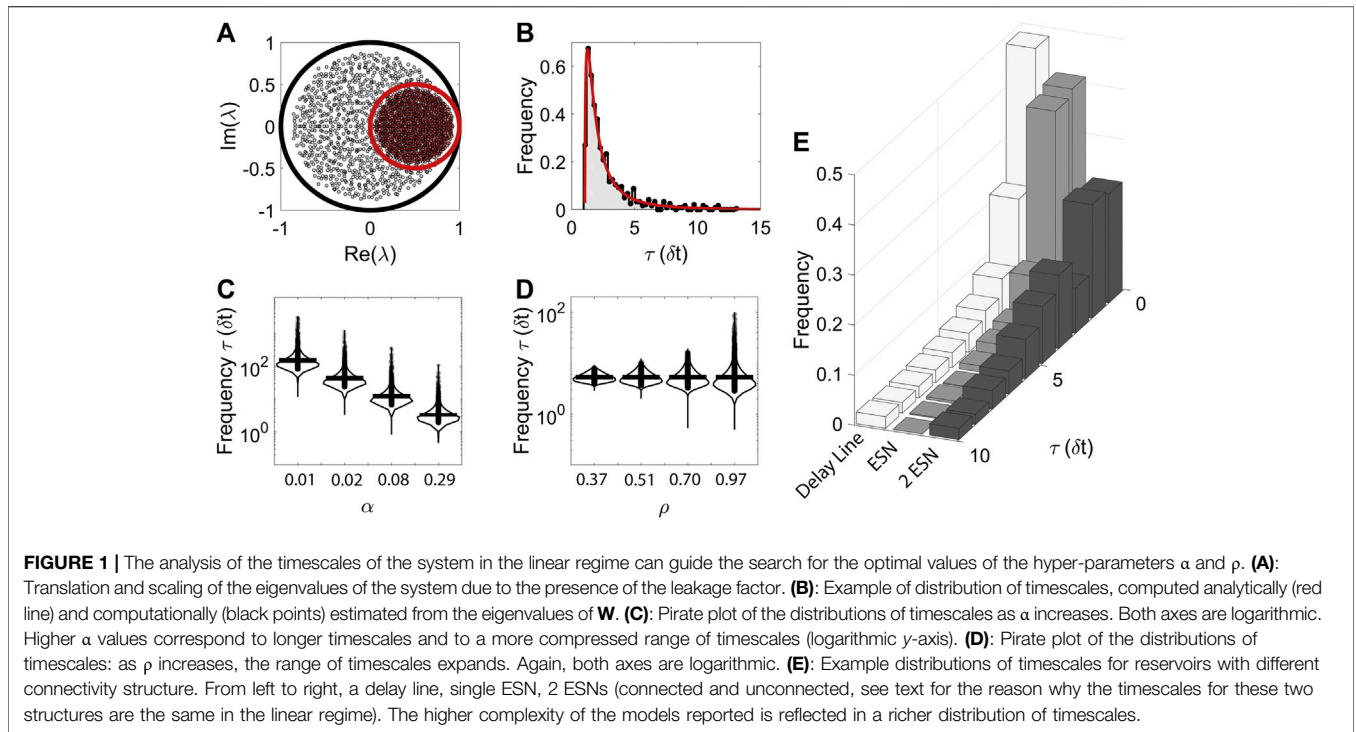 A
1
0.5
0
-0.5
-1
Im(λ)
-1
0
1
Re(λ)
B
0.6
0.4
0.2
0
Frequency
0
5
10
15
τ (δt)
C
Frequency τ (δt)
10²
10⁰
0.01
0.02
0.08
0.29
α
D
Frequency τ (δt)
10²
10⁰
0.37
0.51
0.70
0.97
ρ
E
0.5
0.4
0.3
0.2
0.1
0
Frequency
Delay Line
ESN
2 ESN
10
5
0
τ (δt)
FIGURE 1 | The analysis of the timescales of the system in the linear regime can guide the search for the optimal values of the hyper-parameters α and ρ. (A):
Translation and scaling of the eigenvalues of the system due to the presence of the leakage factor. (B): Example of distribution of timescales, computed analytically (red
line) and computationally (black points) estimated from the eigenvalues of W. (C): Pirate plot of the distributions of timescales as α increases. Both axes are logarithmic.
Higher α values correspond to longer timescales and to a more compressed range of timescales (logarithmic y-axis). (D): Pirate plot of the distributions of
timescales: as ρ increases, the range of timescales expands. Again, both axes are logarithmic. (E): Example distributions of timescales for reservoirs with different
connectivity structure. From left to right, a delay line, single ESN, 2 ESNs (connected and unconnected, see text for the reason why the timescales for these two
structures are the same in the linear regime). The higher complexity of the models reported is reflected in a richer distribution of timescales.